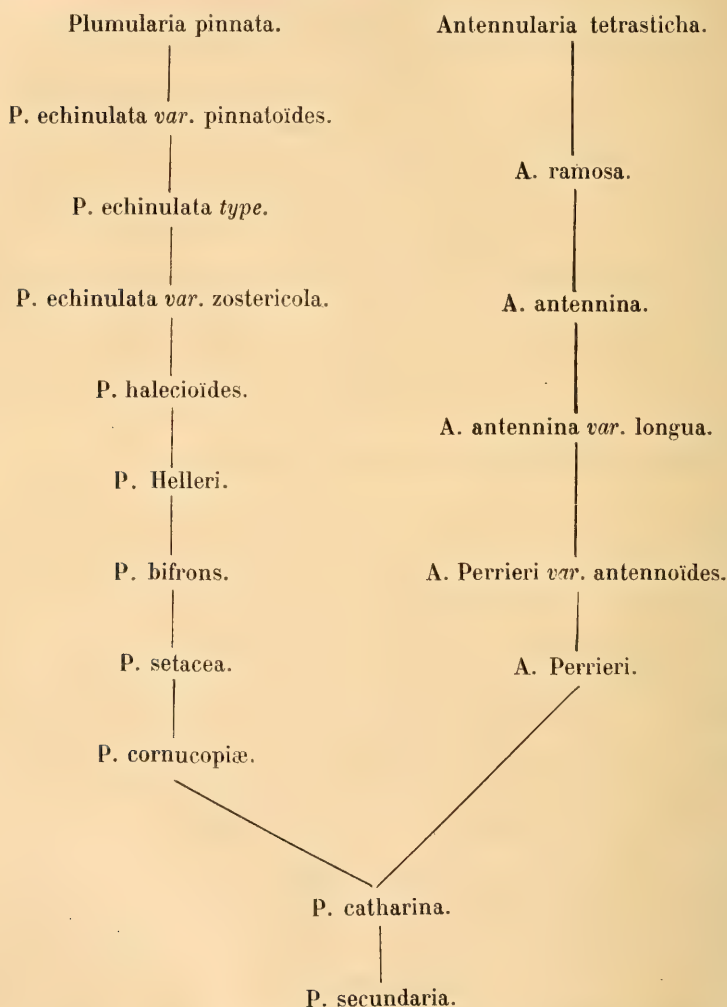 Plumularia pinnata.
Antennularia tetrasticha.
P. echinulata var. pinnatoïdes.
A. ramosa.
P. echinulata type.
P. echinulata var. zostericola.
A. antennina.
P. halecioïdes.
A. antennina var. longua.
P. Helleri.
P. bifrons.
A. Perrieri var. antennoïdes.
P. setacea.
A. Perrieri.
P. cornucopiæ.
P. catharina.
P. secundaria.